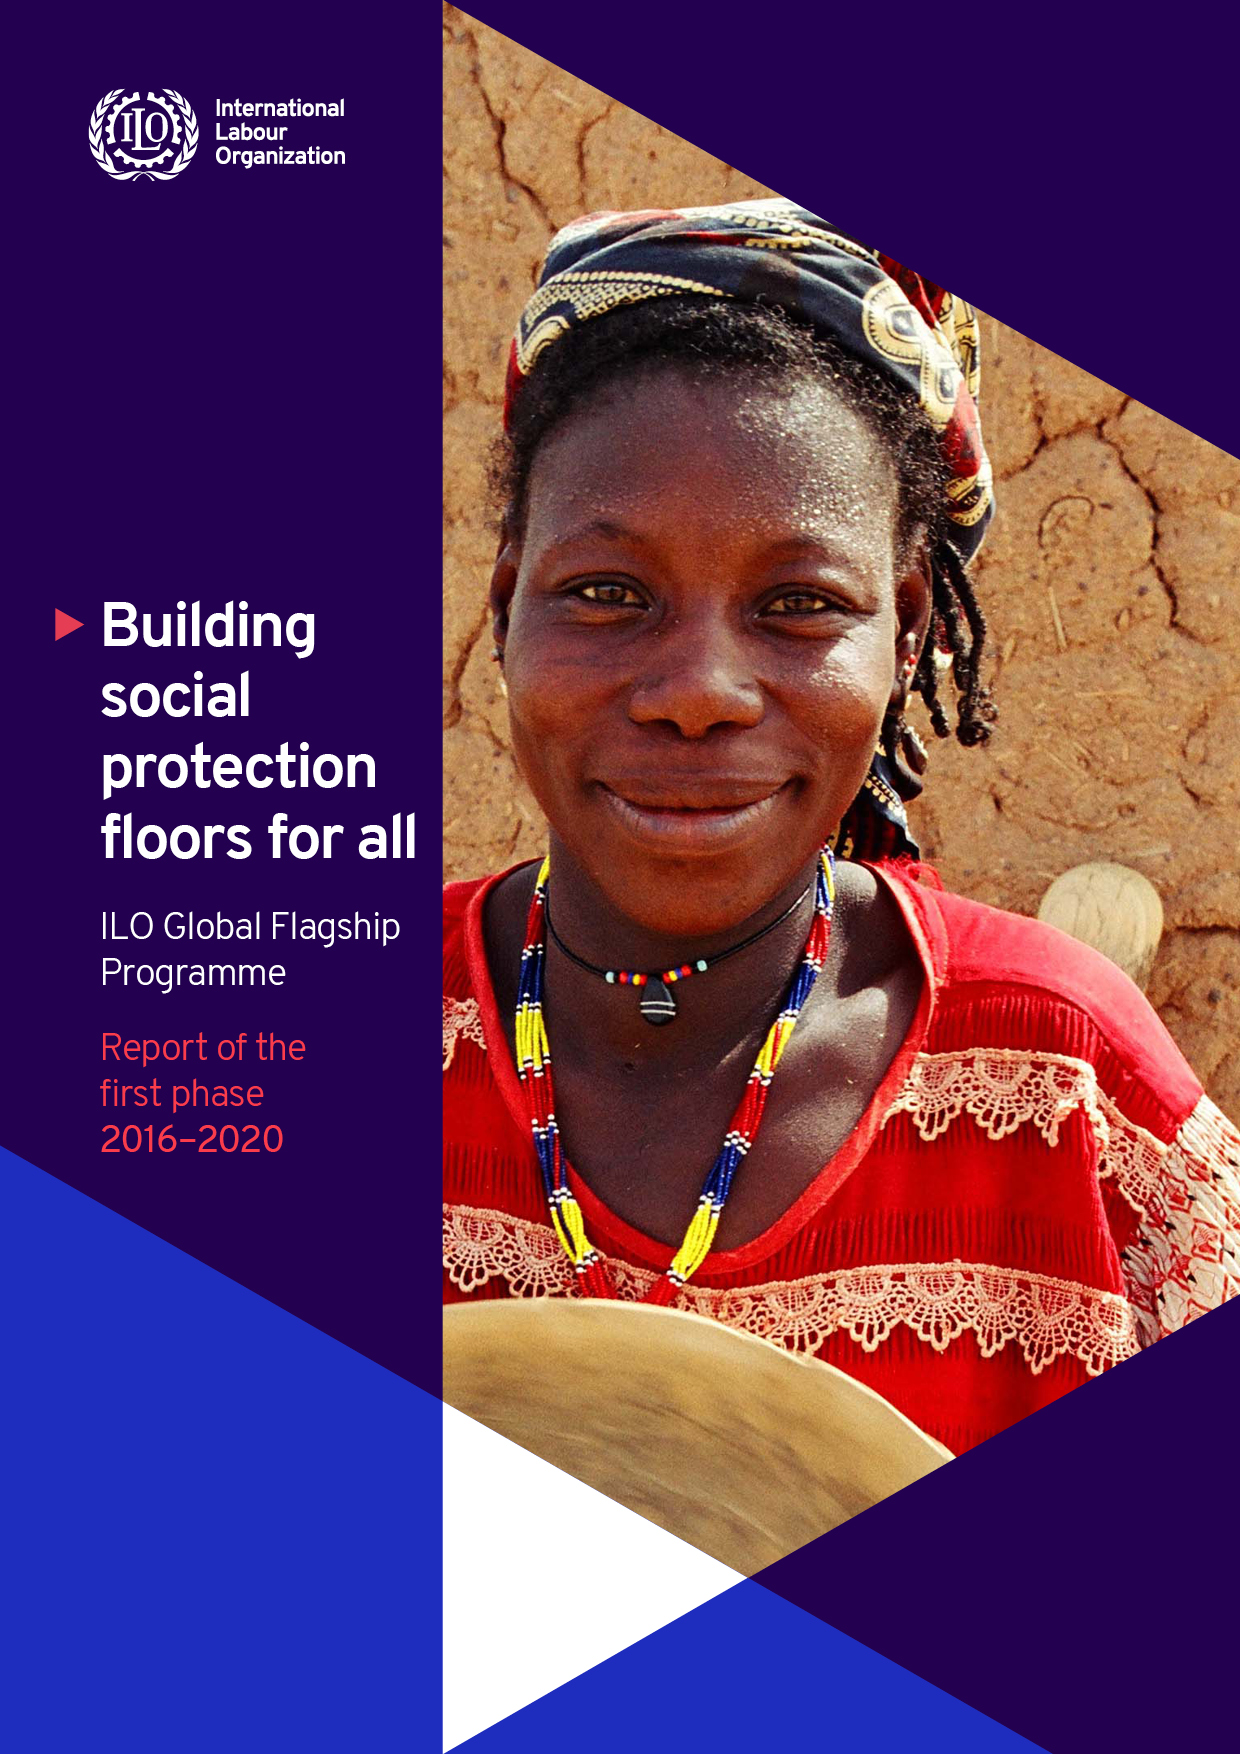 ILO
International
Labour
Organization
Building
social
protection
floors for all
ILO Global Flagship
Programme
Report of the
first phase
2016–2020